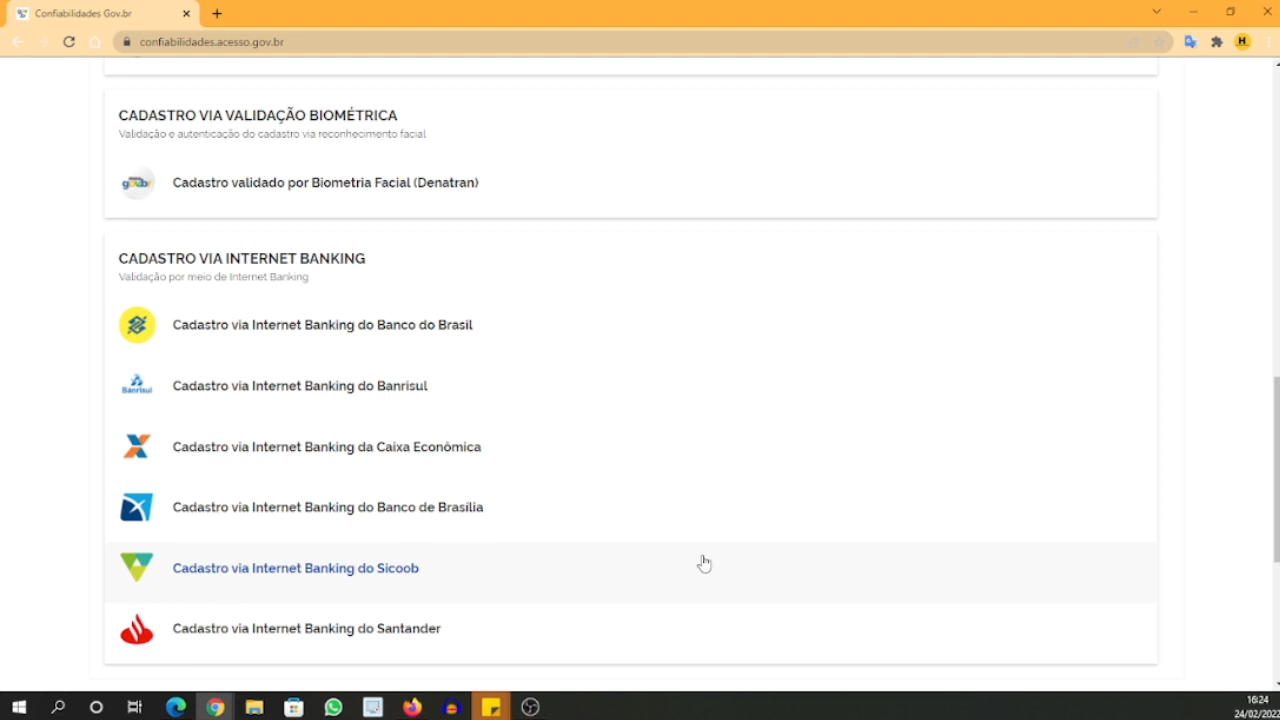 Confiabilidades Gov.br
confiabilidades.acesso.gov.br
H
CADASTRO VIA VALIDAÇÃO BIOMÉTRICA
Validação e autenticação do cadastro via reconhecimento facial
gov.br
Cadastro validado por Biometria Facial (Denatran)
CADASTRO VIA INTERNET BANKING
Validação por meio de Internet Banking
Cadastro via Internet Banking do Banco do Brasil
Banrisul
Cadastro via Internet Banking do Banrisul
Cadastro via Internet Banking da Caixa Econômica
Cadastro via Internet Banking do Banco de Brasília
Cadastro via Internet Banking do Sicoob
Cadastro via Internet Banking do Santander
16:24
24/02/2022